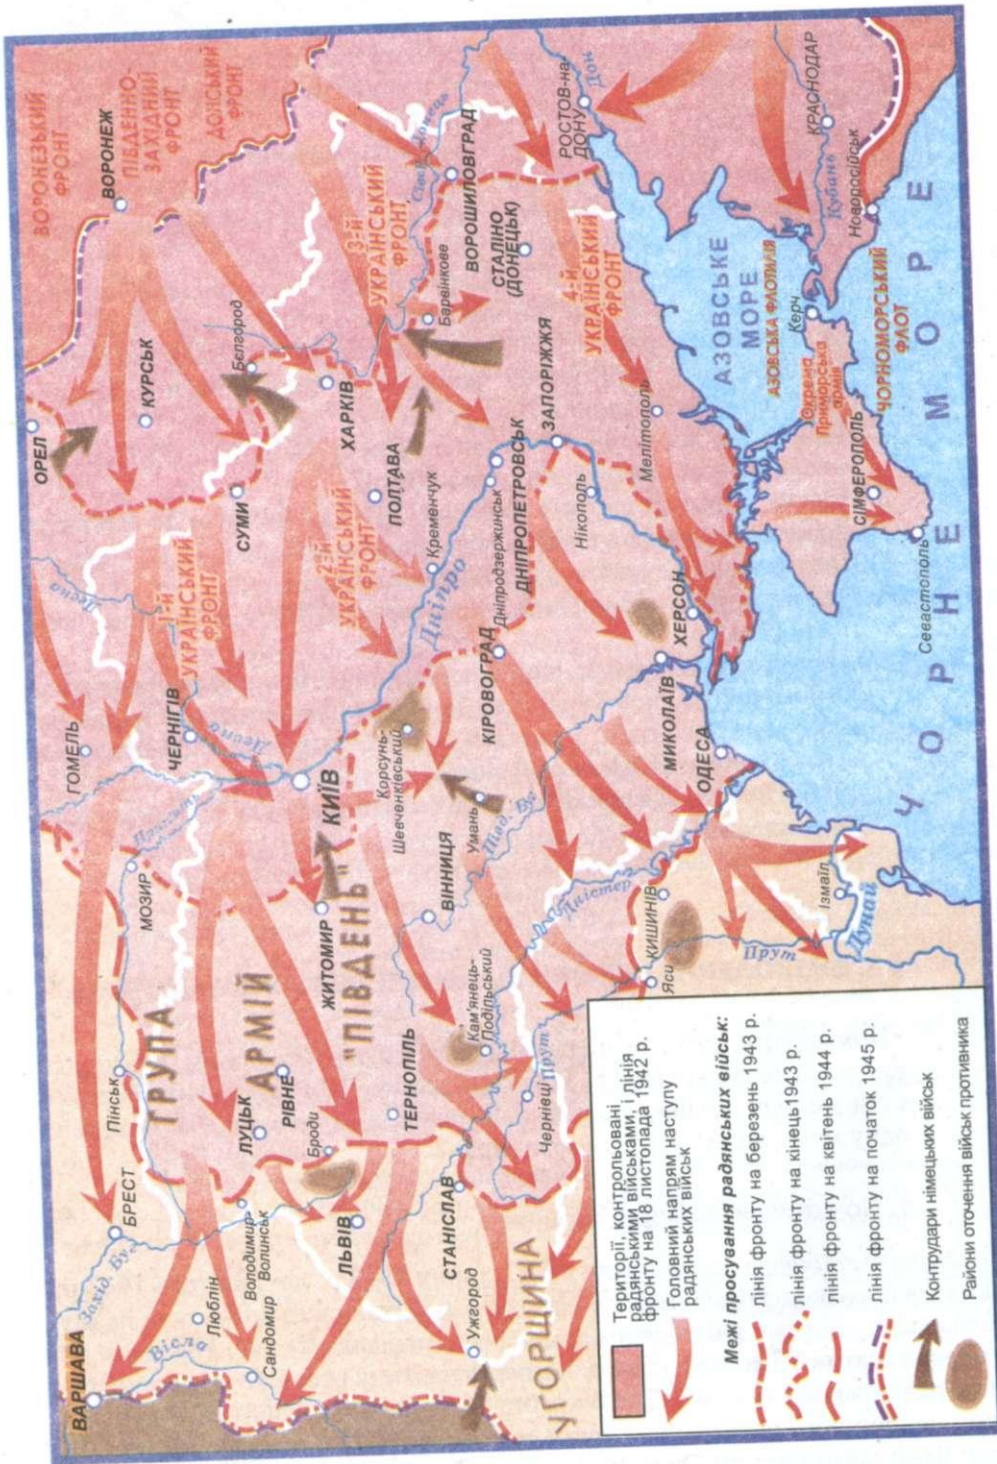 ВОРОНЕЗЬКИЙ
ФРОНТ
ВОРОНЕЖ
ПІВДЕННО-
ЗАХІДНИЙ
ФРОНТ
ДОНСЬКИЙ
ФРОНТ
ОРЕЛ
КУРСЬК
Бєлгород
СУМИ
ХАРКІВ
ПОЛТАВА
Кременчук
3-й
УКРАЇНСЬКИЙ
ФРОНТ
Барвінкове
ВОРОШИЛОВГРАД
СТАЛІНО
(ДОНЕЦЬК)
4-й
УКРАЇНСЬКИЙ
ФРОНТ
РОСТОВ-НА-
ДОНУ
Дон
КРАСНОДАР
Кубань
Новоросійськ
АЗОВСЬКЕ
МОРЕ
АЗОВСЬКА ФЛОТИЛІЯ
Керч
Окрема
Приморська
армія
ЧОРНОМОРСЬКИЙ
ФЛОТ
СІМФЕРОПОЛЬ
Севастополь
ЧОРНЕ МОРЕ
Десна
1-й
УКРАЇНСЬКИЙ
ФРОНТ
2-й
УКРАЇНСЬКИЙ
ФРОНТ
Дніпро
Дніпродзержинськ
ДНІПРОПЕТРОВСЬК
ЗАПОРІЖЖЯ
Мелітополь
Нікополь
ХЕРСОН
МИКОЛАЇВ
ОДЕСА
КІРОВОГРАД
Корсунь-
Шевченківський
Умань
ВІННИЦЯ
Півд. Буг
Дністер
ГОМЕЛЬ
ЧЕРНІГІВ
КИЇВ
МОЗИР
ЖИТОМИР
ГРУПА
АРМІЙ
"ПІВДЕНЬ"
Пінськ
ЛУЦЬК
РІВНЕ
Броди
ТЕРНОПІЛЬ
Кам'янець-
Подільський
Чернівці
Прут
КИШИНІВ
Яси
Прут
Ізмаїл
Дунай
БРЕСТ
Захід. Буг
Володимир-
Волинськ
ЛЬВІВ
СТАНІСЛАВ
Ужгород
УГОРЩИНА
ВАРШАВА
Вісла
Люблін
Сандомир
Території, контрольовані
радянськими військами, і лінія
фронту на 18 листопада 1942 р.
Головний напрям наступу
радянських військ
Межі просування радянських військ:
лінія фронту на березень 1943 р.
лінія фронту на кінець1943 р.
лінія фронту на квітень 1944 р.
лінія фронту на початок 1945 р.
Контрудари німецьких військ
Райони оточення військ противника